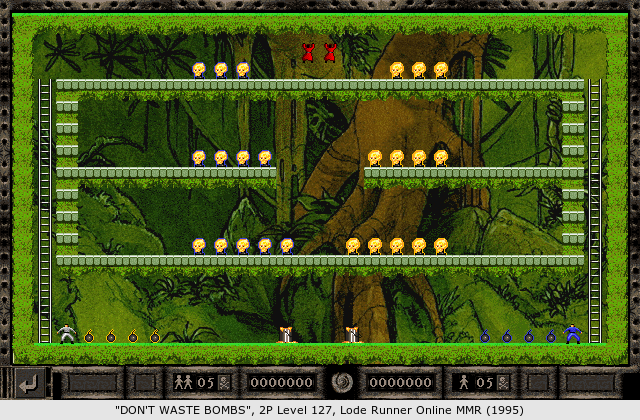 05 0000000 0000000 05
"DON'T WASTE BOMBS", 2P Level 127, Lode Runner Online MMR (1995)